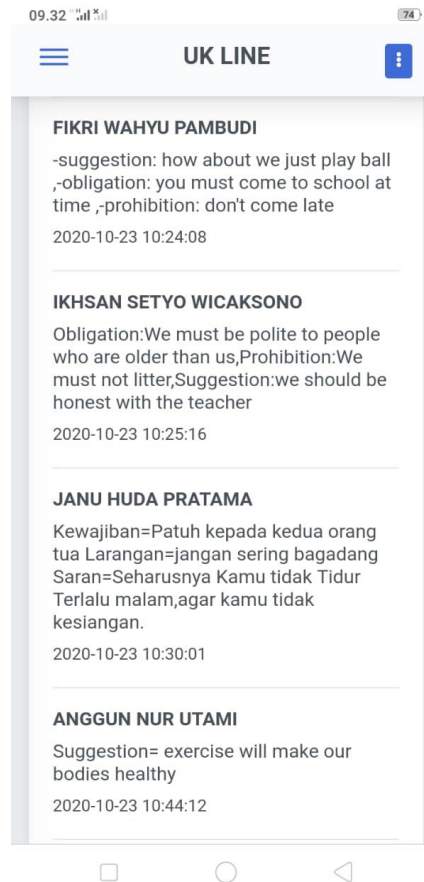 09.32
74
UK LINE
FIKRI WAHYU PAMBUDI
-suggestion: how about we just play ball
,-obligation: you must come to school at
time ,-prohibition: don't come late
2020-10-23 10:24:08
IKHSAN SETYO WICAKSONO
Obligation:We must be polite to people
who are older than us,Prohibition:We
must not litter,Suggestion:we should be
honest with the teacher
2020-10-23 10:25:16
JANU HUDA PRATAMA
Kewajiban=Patuh kepada kedua orang
tua Larangan=jangan sering bagadang
Saran=Seharusnya Kamu tidak Tidur
Terlalu malam,agar kamu tidak
kesiangan.
2020-10-23 10:30:01
ANGGUN NUR UTAMI
Suggestion= exercise will make our
bodies healthy
2020-10-23 10:44:12